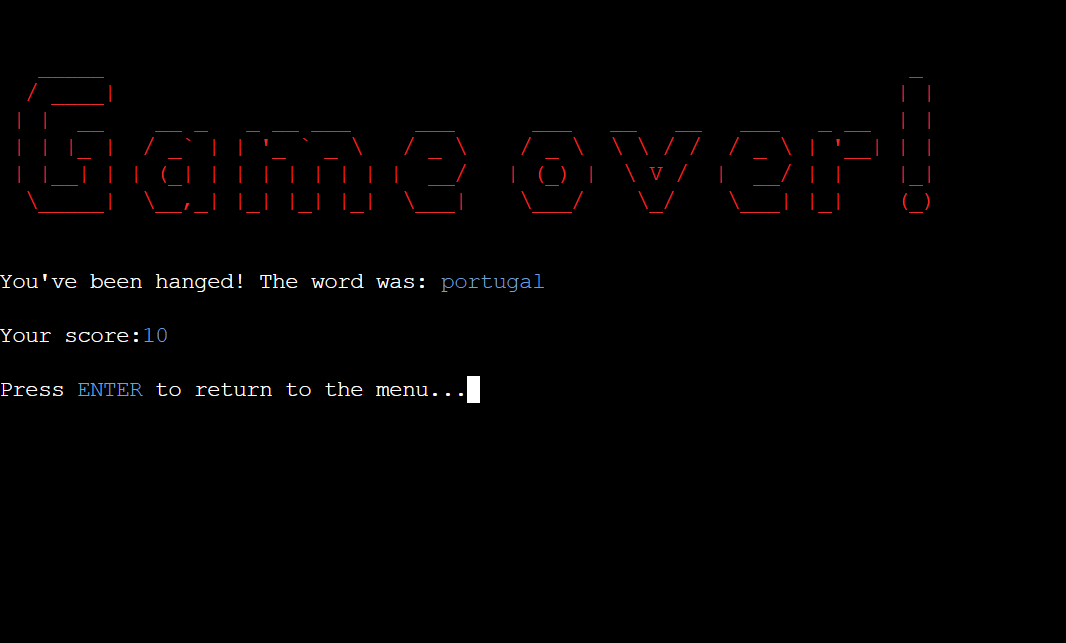 Game over!
You've been hanged! The word was: portugal
Your score:10
Press ENTER to return to the menu...